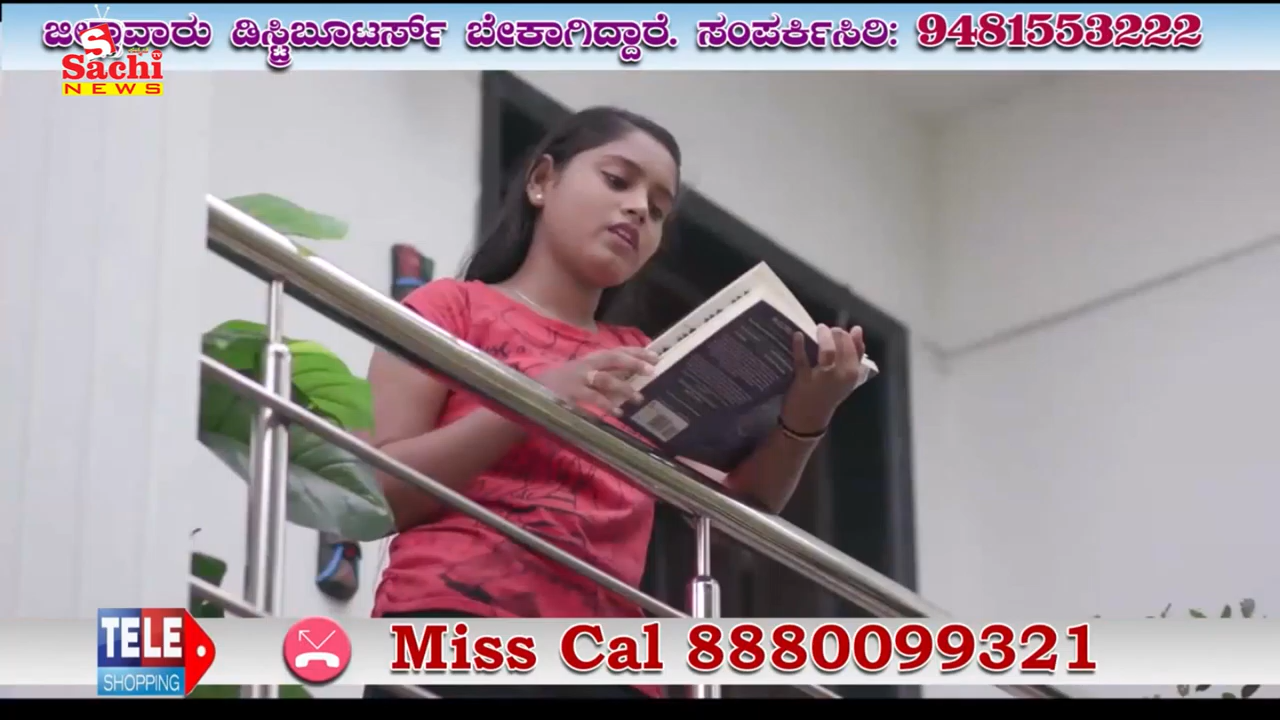 ಜಿಲ್ಲಾವಾರು ಡಿಸ್ಟ್ರಿಬೂಟರ್ಸ್ ಬೇಕಾಗಿದ್ದಾರೆ. ಸಂಪರ್ಕಿಸಿರಿ: 9481553222
Sachi
NEWS
TELE
SHOPPING
Miss Cal 8880099321